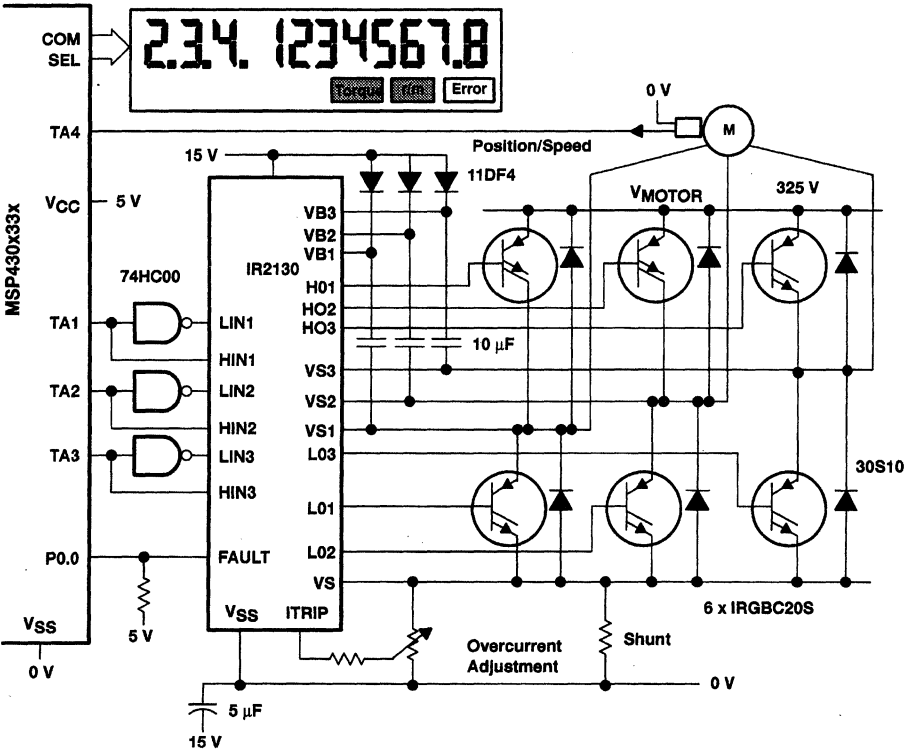 COM
SEL
2.3.4. 1234567.8
Torque r/m Error
TA4
0 V
M
Position/Speed
15 V
11DF4
VMOTOR
325 V
VCC
5 V
MSP430x33x
VB3
VB2
VB1
IR2130
74HC00
H01
HO2
HO3
TA1
LIN1
HIN1
10 μF
VS3
TA2
LIN2
VS2
HIN2
VS1
TA3
LIN3
L03
HIN3
30S10
L01
L02
P0.0
FAULT
VS
6 x IRGBC20S
VSS
ITRIP
5 V
VSS
0 V
Overcurrent
Adjustment
Shunt
0 V
5 μF
15 V